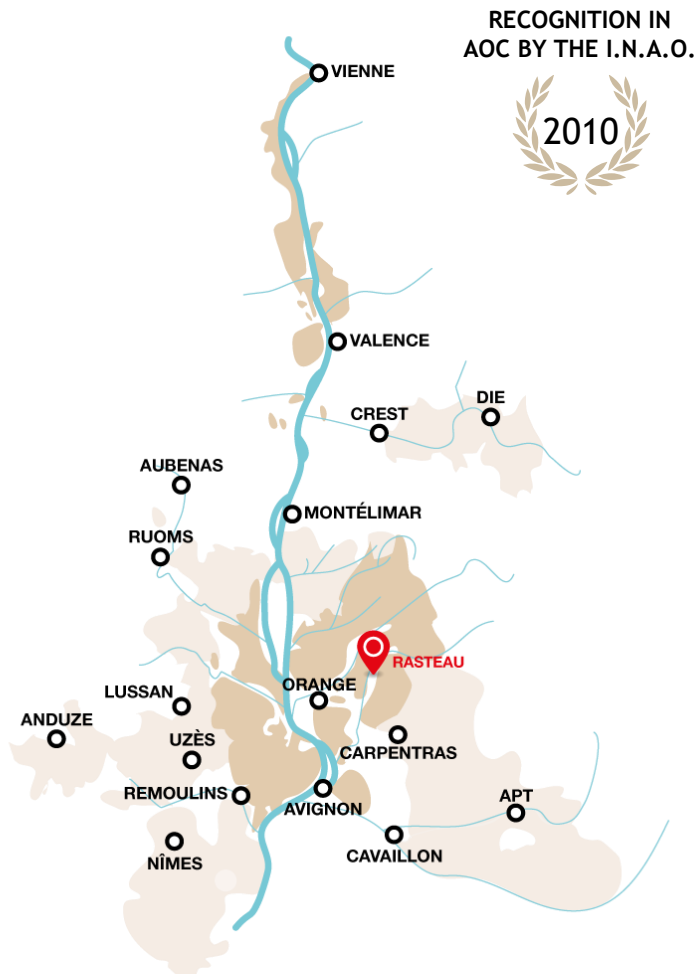 RECOGNITION IN
AOC BY THE I.N.A.O.
2010
VIENNE
VALENCE
DIE
CREST
AUBENAS
MONTÉLIMAR
RUOMS
RASTEAU
ORANGE
LUSSAN
ANDUZE
UZÈS
CARPENTRAS
REMOULINS
AVIGNON
APT
NÎMES
CAVAILLON